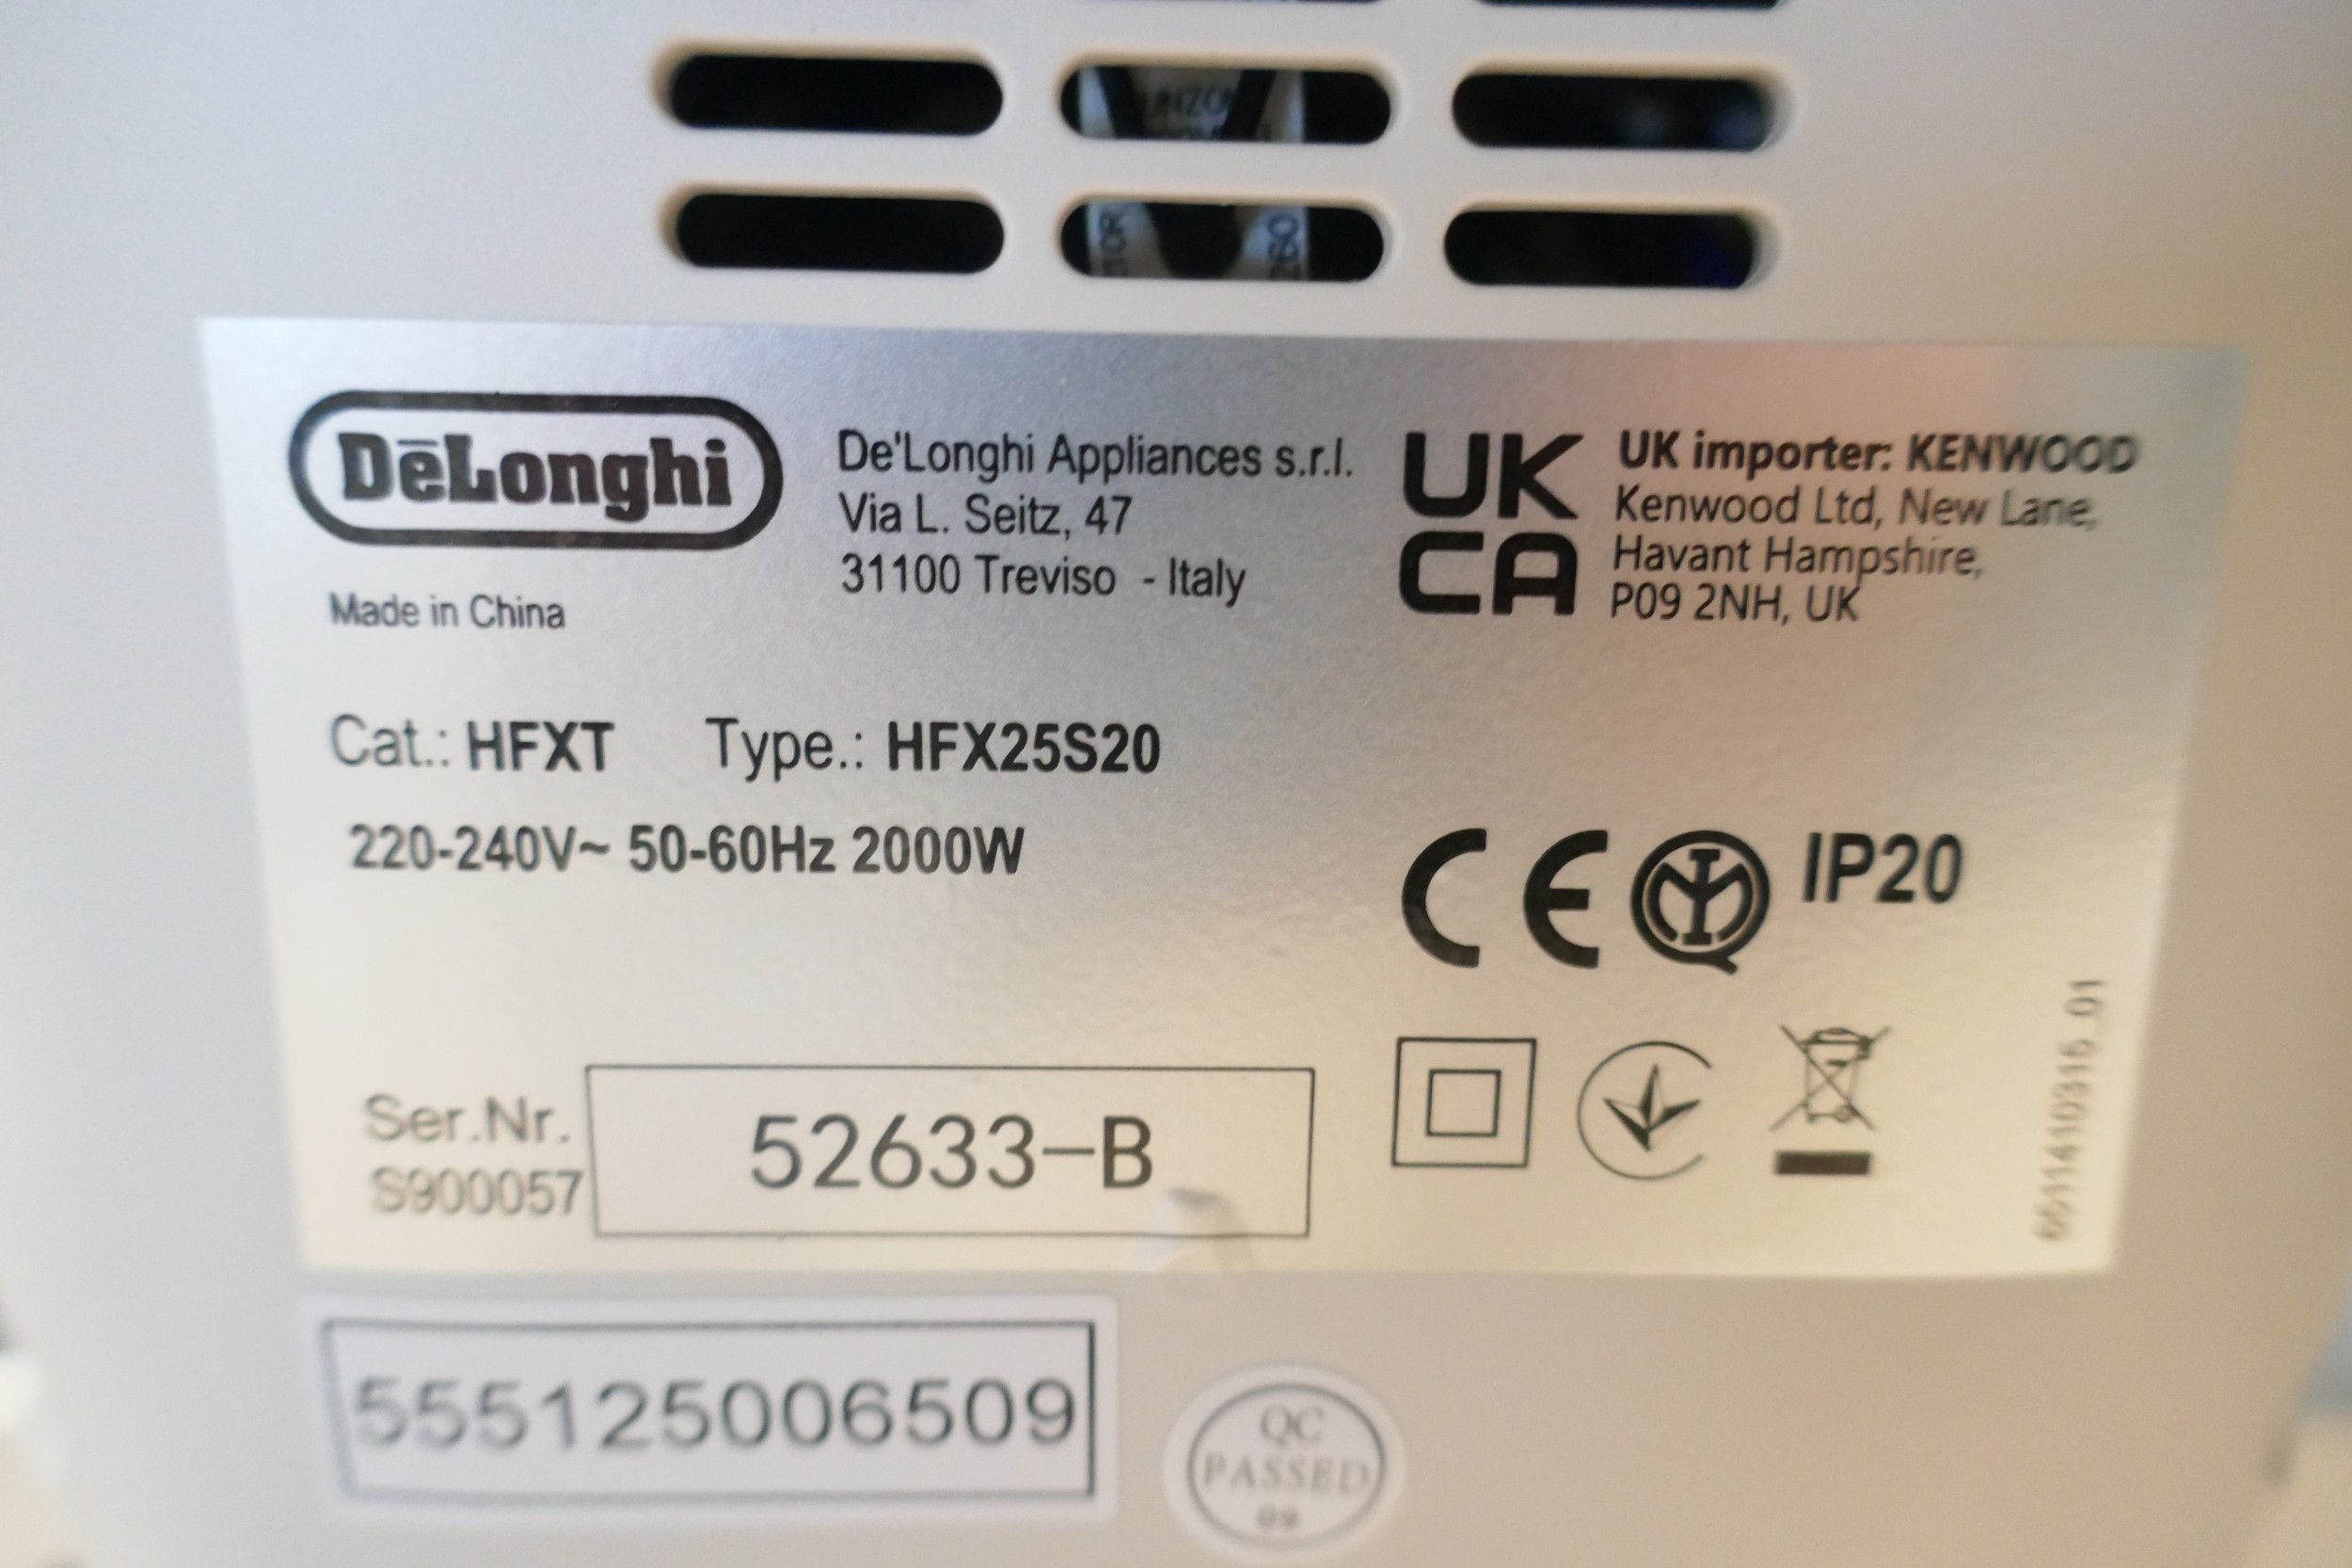 DēLonghi
Made in China
De'Longhi Appliances s.r.l.
Via L. Seitz, 47
31100 Treviso - Italy
UK
CA
UK importer: KENWOOD
Kenwood Ltd, New Lane,
Havant Hampshire,
P09 2NH, UK
Cat.: HFXT Type.: HFX25S20
220-240V~ 50-60Hz 2000W
CE IP20
Ser.Nr.
S900057
52633-B
555125006509
QC
PASSED
09